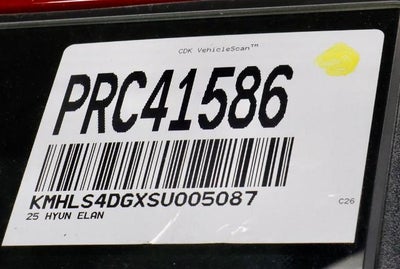 CDK VehicleScan™
PRC41586
KMHLS4DGXSU005087
25 HYUN ELAN
C26